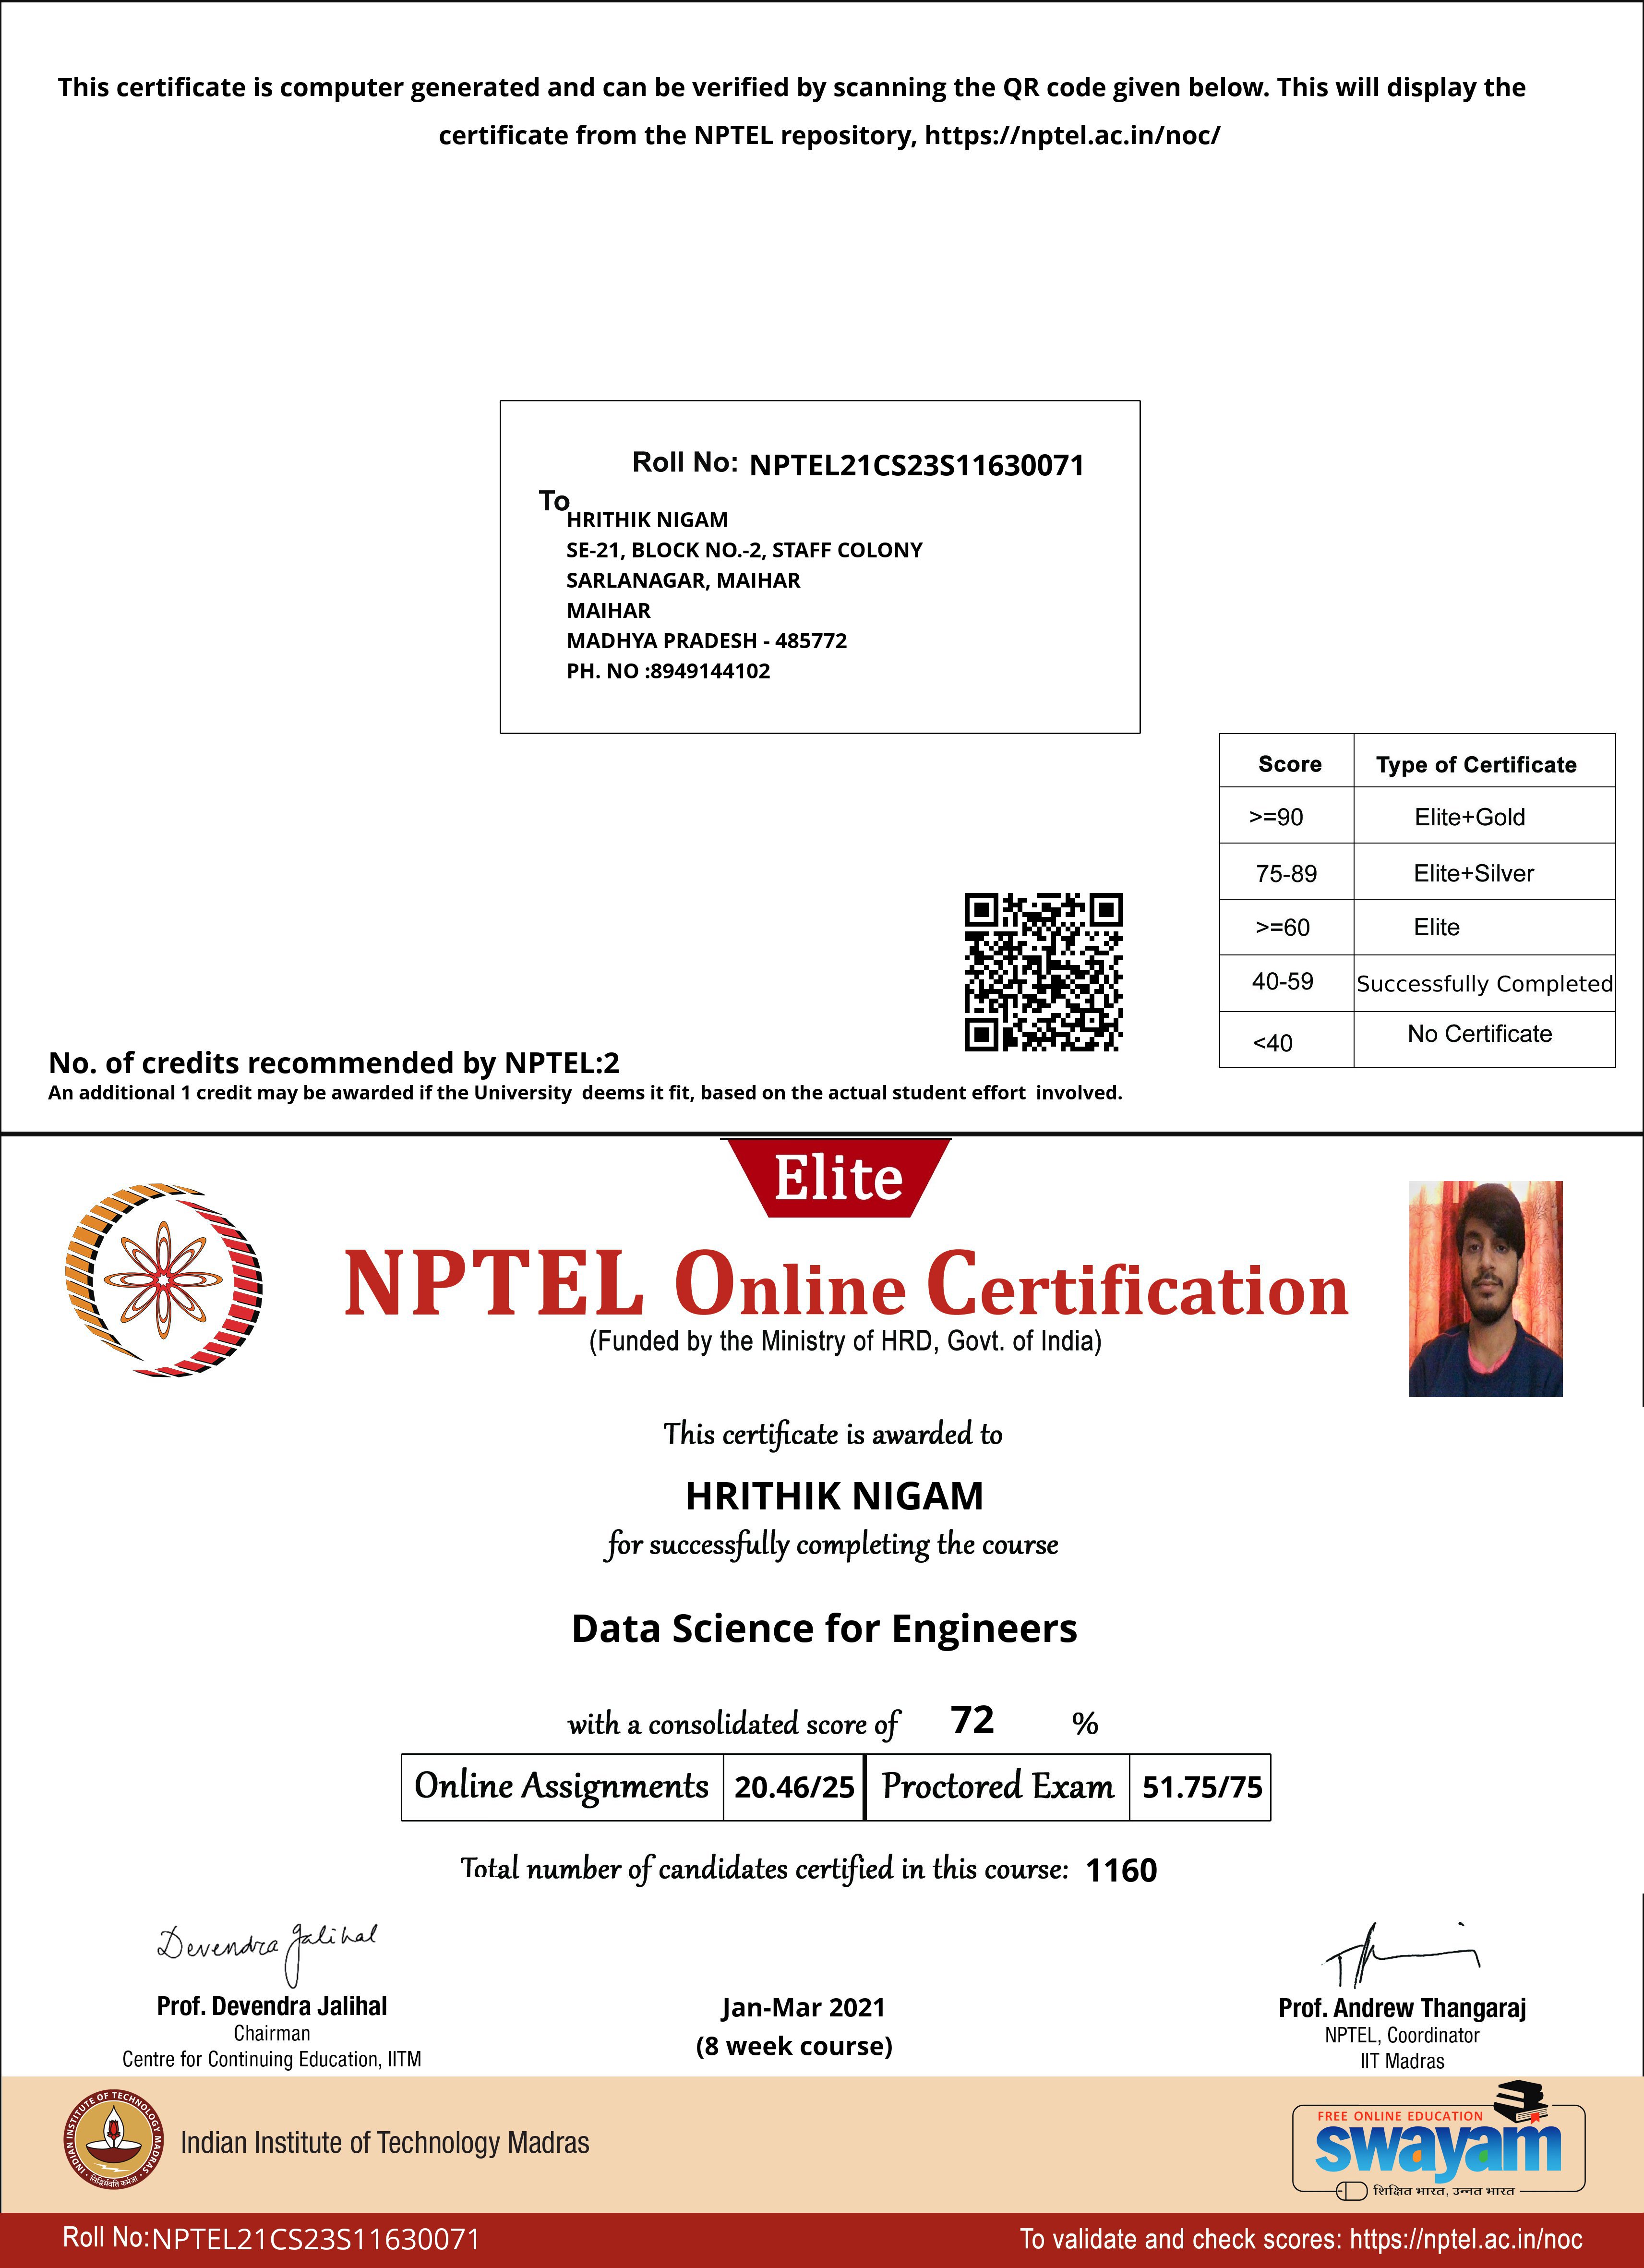 This certificate is computer generated and can be verified by scanning the QR code given below. This will display the
certificate from the NPTEL repository, https://nptel.ac.in/noc/
Roll No: NPTEL21CS23S11630071
To
HRITHIK NIGAM
SE-21, BLOCK NO.-2, STAFF COLONY
SARLANAGAR, MAIHAR
MAIHAR
MADHYA PRADESH - 485772
PH. NO :8949144102
Score Type of Certificate
>=90 Elite+Gold
75-89 Elite+Silver
>=60 Elite
40-59 Successfully Completed
<40 No Certificate
No. of credits recommended by NPTEL:2
An additional 1 credit may be awarded if the University deems it fit, based on the actual student effort involved.
Elite
NPTEL Online Certification
(Funded by the Ministry of HRD, Govt. of India)
This certificate is awarded to
HRITHIK NIGAM
for successfully completing the course
Data Science for Engineers
with a consolidated score of 72 %
Online Assignments 20.46/25 Proctored Exam 51.75/75
Total number of candidates certified in this course: 1160
Devendra Jalihal
Prof. Devendra Jalihal
Chairman
Centre for Continuing Education, IITM
Jan-Mar 2021
(8 week course)
Prof. Andrew Thangaraj
NPTEL, Coordinator
IIT Madras
INDIAN INSTITUTE OF TECHNOLOGY MADRAS
सिद्धिर्भवति कर्मजा
Indian Institute of Technology Madras
FREE ONLINE EDUCATION
swayam
शिक्षित भारत, उन्नत भारत
Roll No:NPTEL21CS23S11630071
To validate and check scores: https://nptel.ac.in/noc